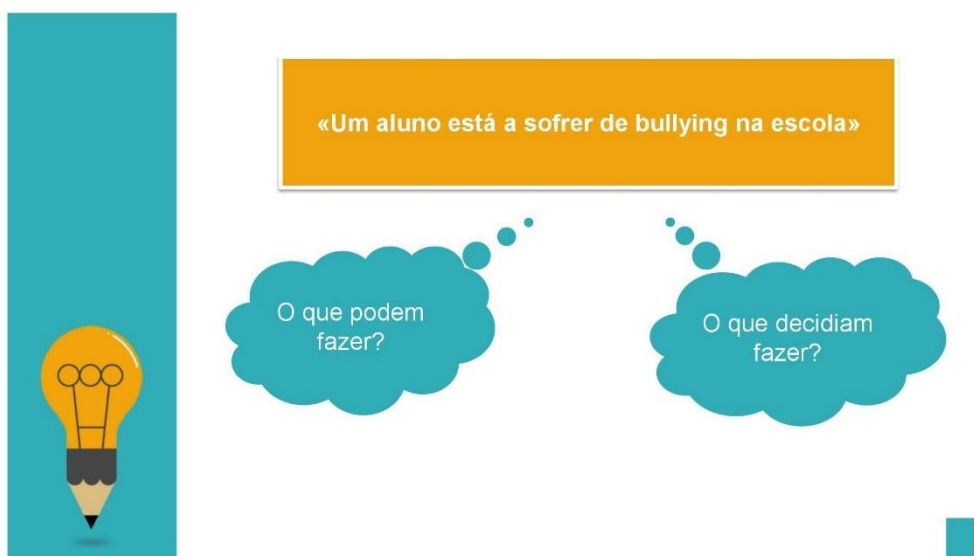 «Um aluno está a sofrer de bullying na escola»
O que podem
fazer?
O que decidiam
fazer?